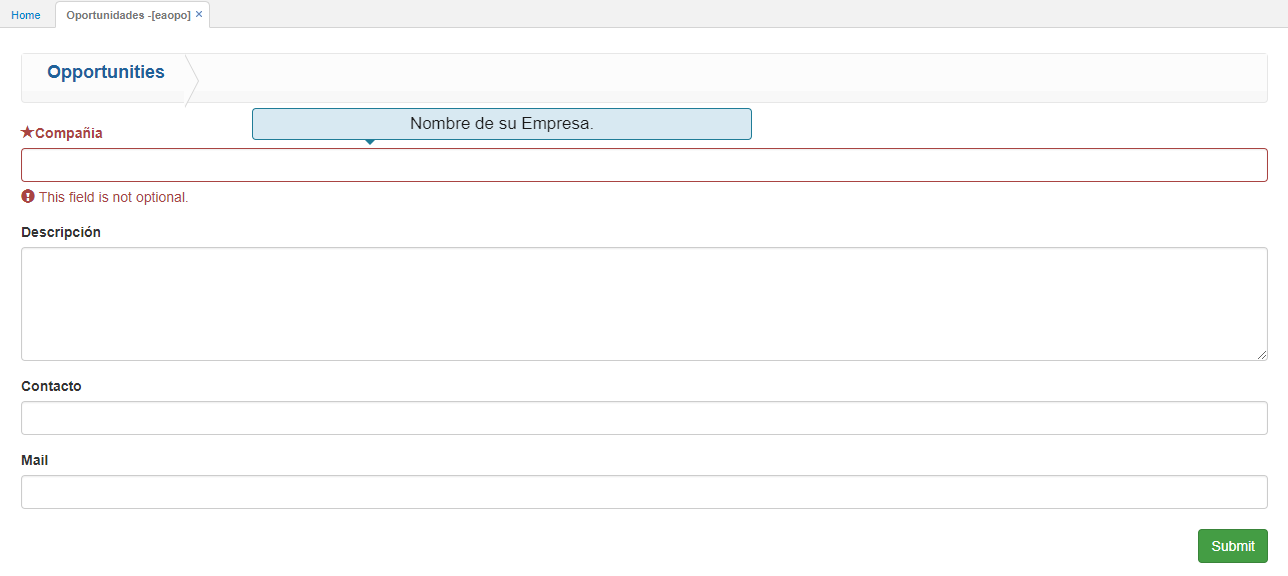 Home
Oportunidades -[eaopo] ×
Opportunities
Nombre de su Empresa.
★Compañia
This field is not optional.
Descripción
Contacto
Mail
Submit